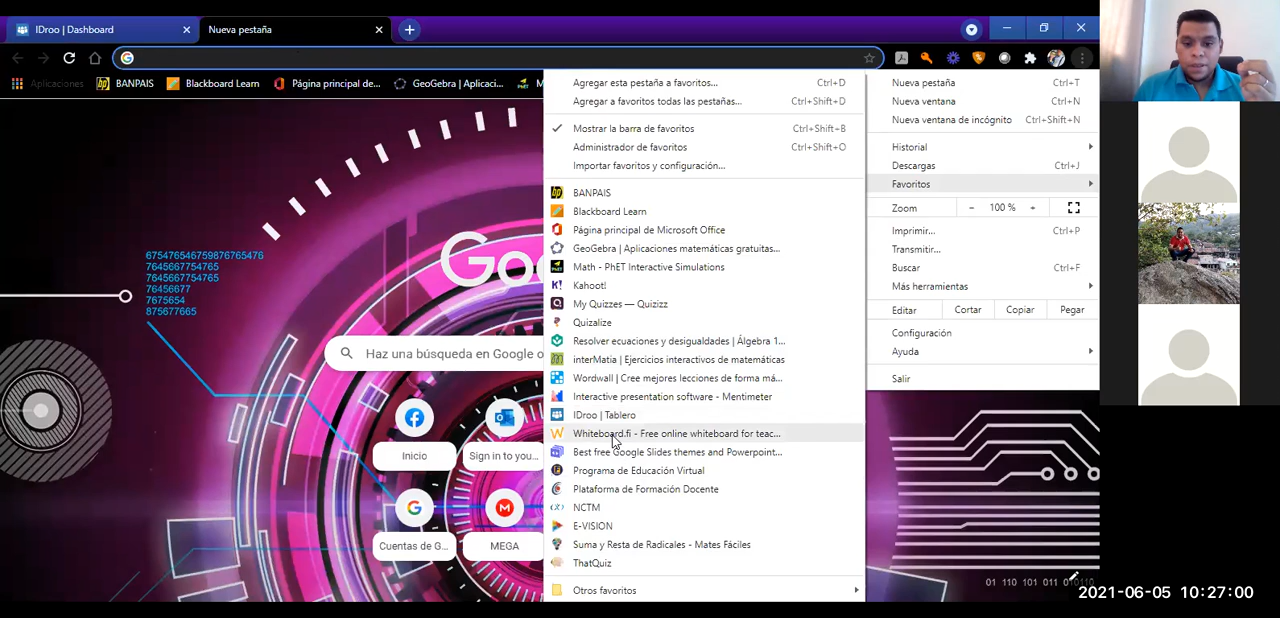 IDroo | Dashboard
Nueva pestaña
Aplicaciones
BANPAIS
Blackboard Learn
Página principal de...
GeoGebra | Aplicaci...
M
Agregar esta pestaña a favoritos... Ctrl+D
Agregar a favoritos todas las pestañas... Ctrl+Shift+D
Mostrar la barra de favoritos Ctrl+Shift+B
Administrador de favoritos Ctrl+Shift+O
Importar favoritos y configuración...
BANPAIS
Blackboard Learn
Página principal de Microsoft Office
GeoGebra | Aplicaciones matemáticas gratuitas...
Math - PhET Interactive Simulations
Kahoot!
My Quizzes — Quizizz
Quizalize
Resolver ecuaciones y desigualdades | Álgebra 1...
interMatia | Ejercicios interactivos de matemáticas
Wordwall | Cree mejores lecciones de forma má...
Interactive presentation software - Mentimeter
IDroo | Tablero
Whiteboard.fi - Free online whiteboard for teac...
Best free Google Slides themes and Powerpoint...
Programa de Educación Virtual
Plataforma de Formación Docente
NCTM
E-VISION
Suma y Resta de Radicales - Mates Fáciles
ThatQuiz
Otros favoritos
Nueva pestaña Ctrl+T
Nueva ventana Ctrl+N
Nueva ventana de incógnito Ctrl+Shift+N
Historial
Descargas Ctrl+J
Favoritos
Zoom - 100 % +
Imprimir... Ctrl+P
Transmitir...
Buscar Ctrl+F
Más herramientas
Editar Cortar Copiar Pegar
Configuración
Ayuda
Salir
675476546759876765476
7645667754765
7645667754765
76456677
7675654
875677665
Goo
Haz una búsqueda en Google o
Inicio
Sign in to you...
Cuentas de G...
MEGA
01 110 101 011 010110
2021-06-05 10:27:00